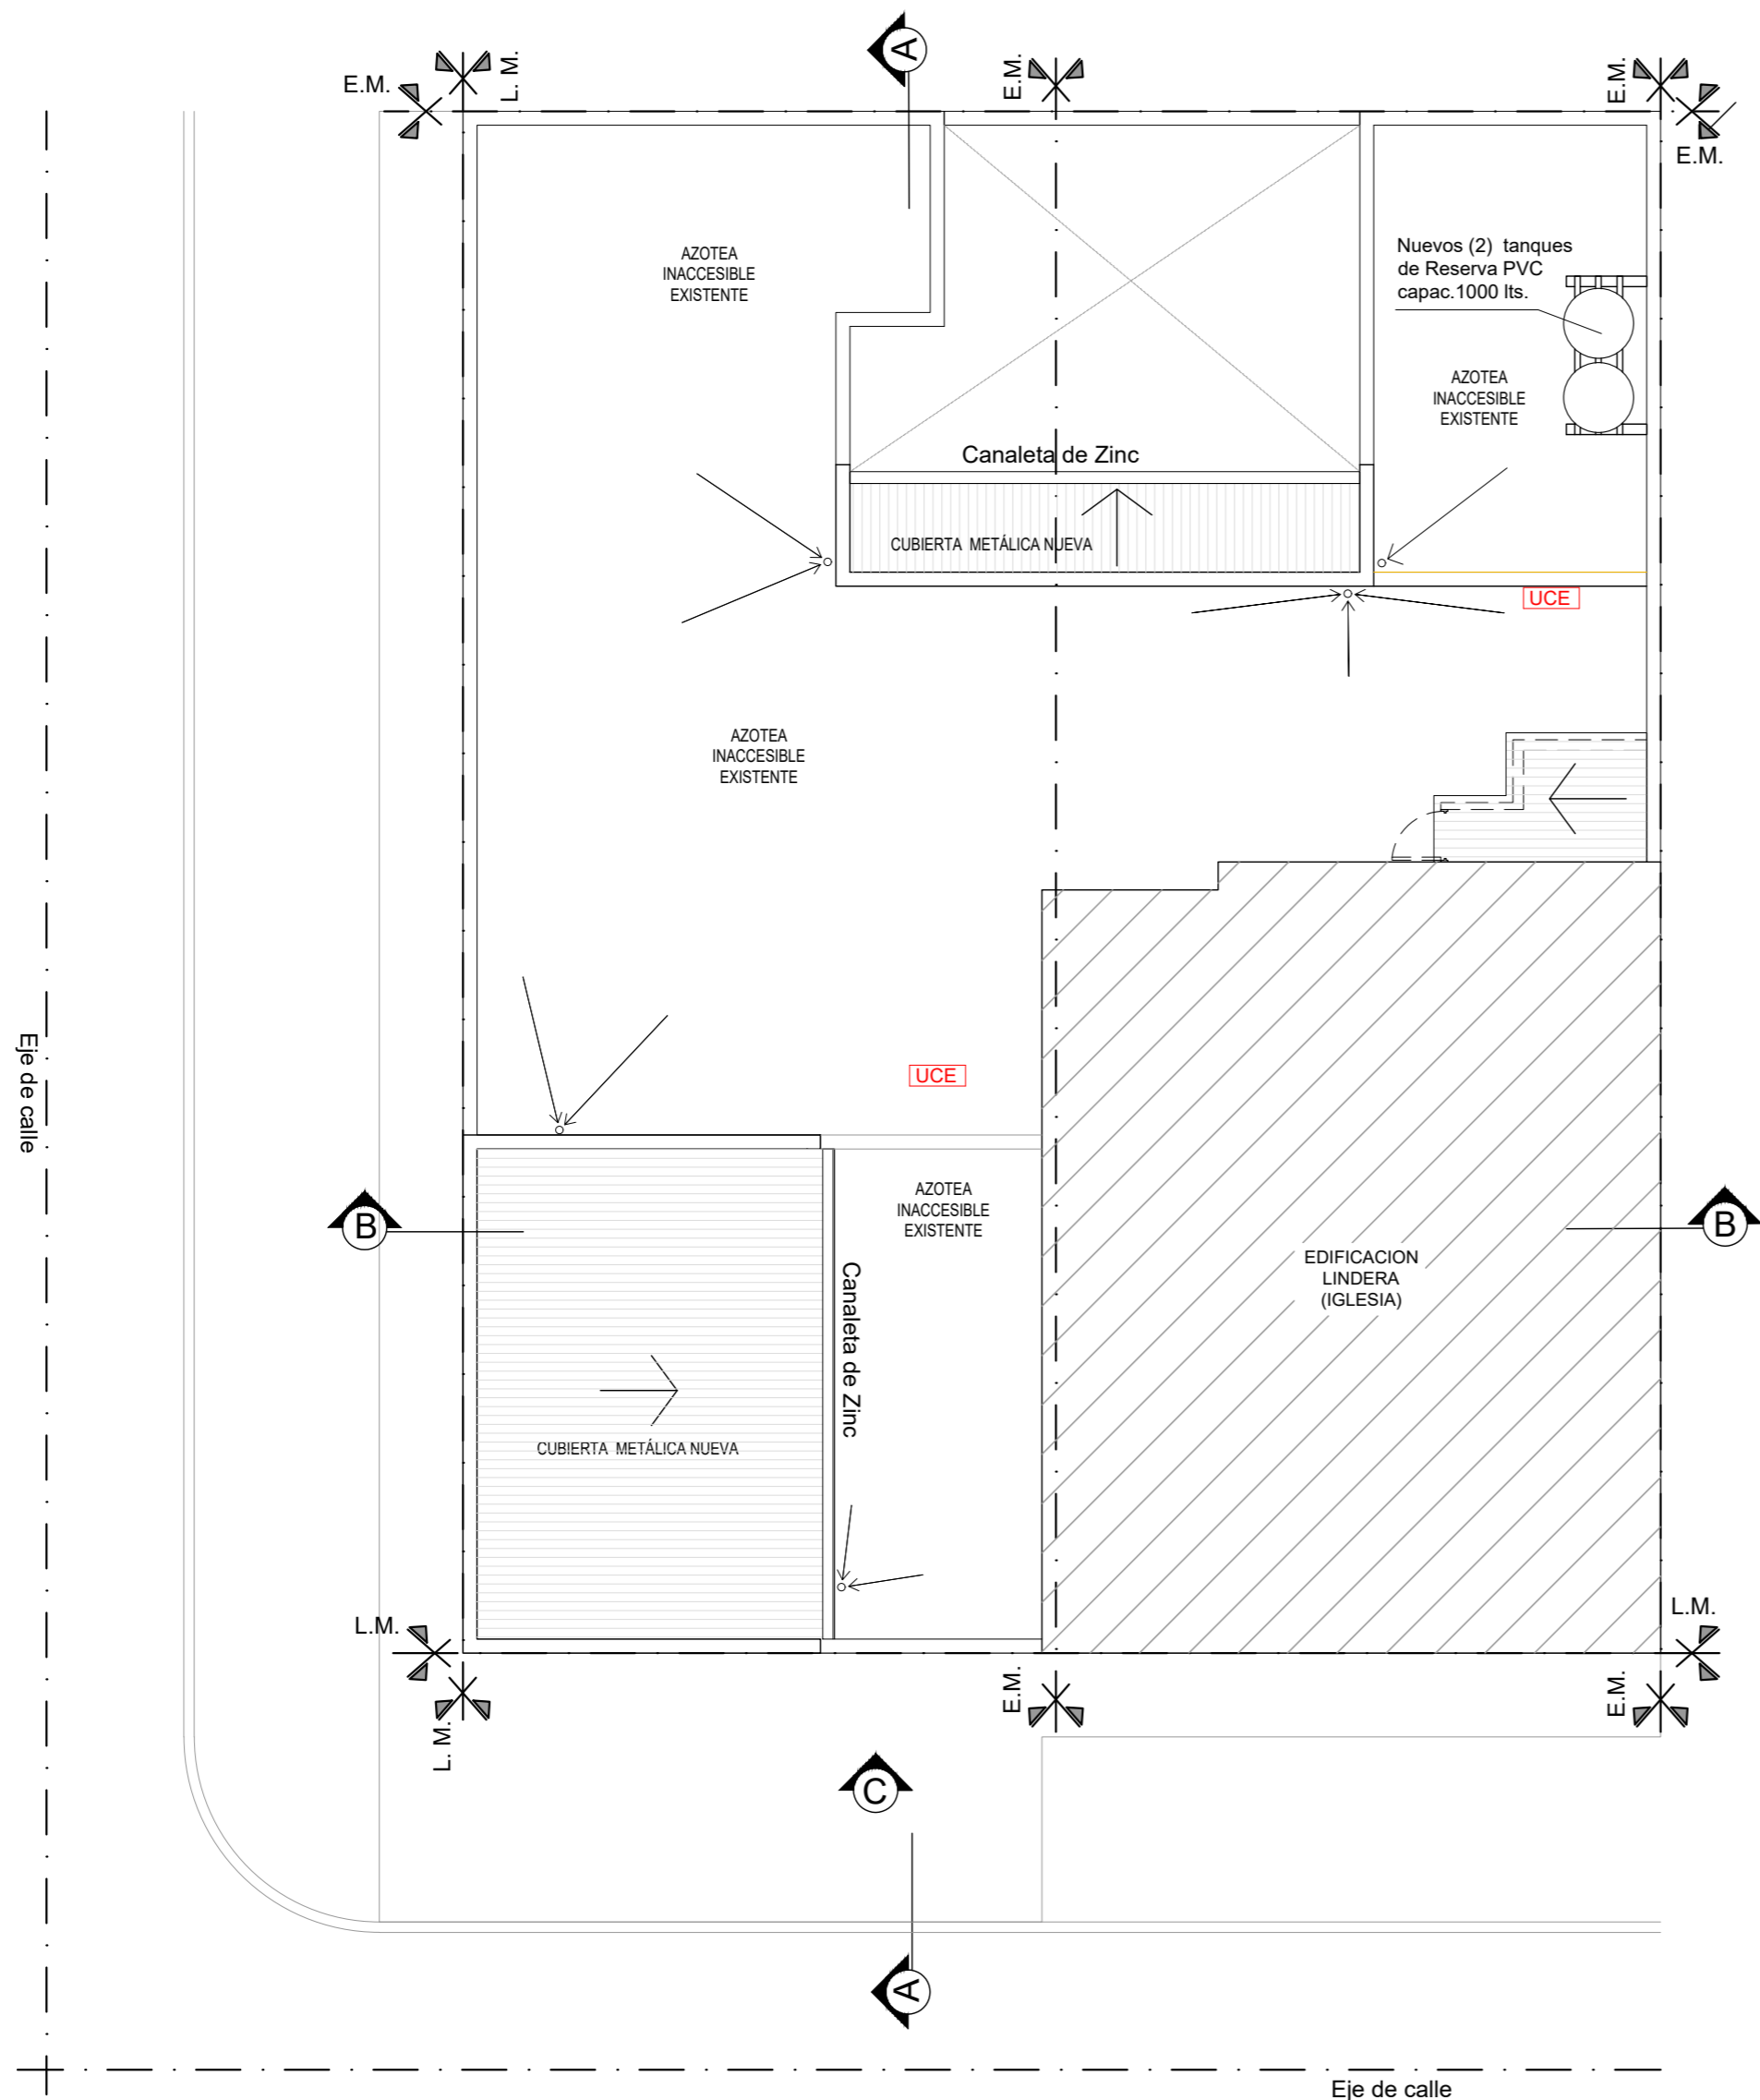 A
L. M.
E.M.
E.M.
E.M.
E.M.
AZOTEA
INACCESIBLE
EXISTENTE
Nuevos (2) tanques
de Reserva PVC
capac.1000 lts.
AZOTEA
INACCESIBLE
EXISTENTE
Canaleta de Zinc
CUBIERTA METÁLICA NUEVA
UCE
AZOTEA
INACCESIBLE
EXISTENTE
Eje de calle
UCE
AZOTEA
INACCESIBLE
EXISTENTE
B
B
EDIFICACION
LINDERA
(IGLESIA)
Canaleta de Zinc
CUBIERTA METÁLICA NUEVA
L.M.
L.M.
L. M.
E.M.
E.M.
C
A
Eje de calle